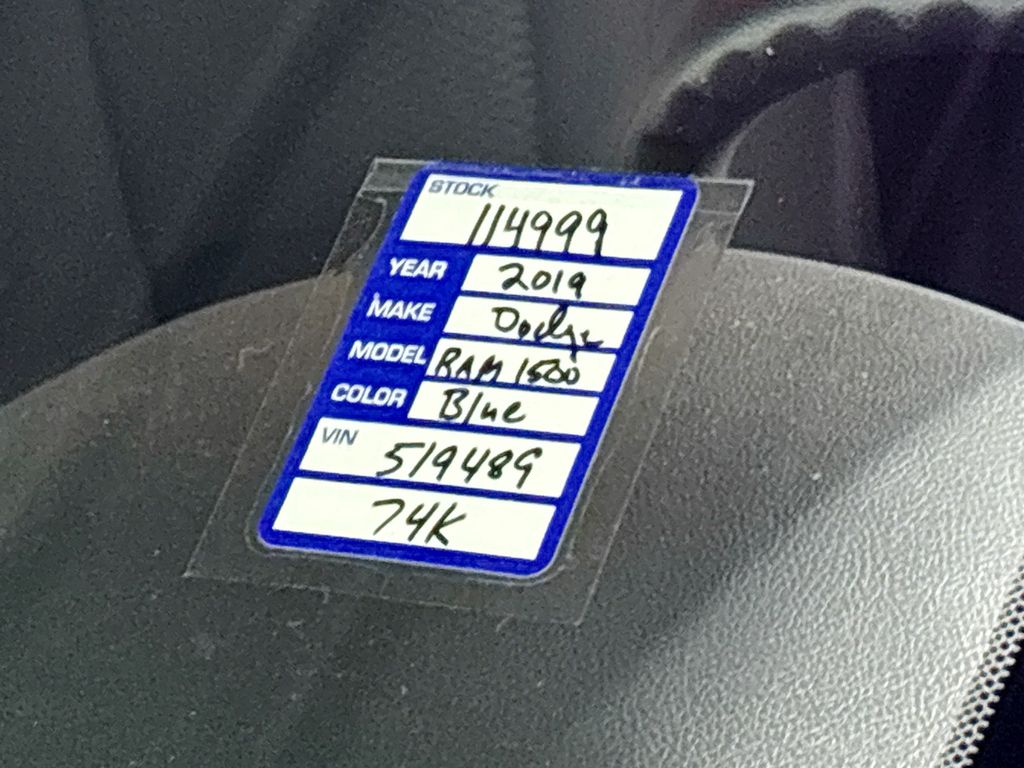 STOCK
114999
YEAR 2019
MAKE Dodge
MODEL RAM 1500
COLOR Blue
VIN
519489
74K